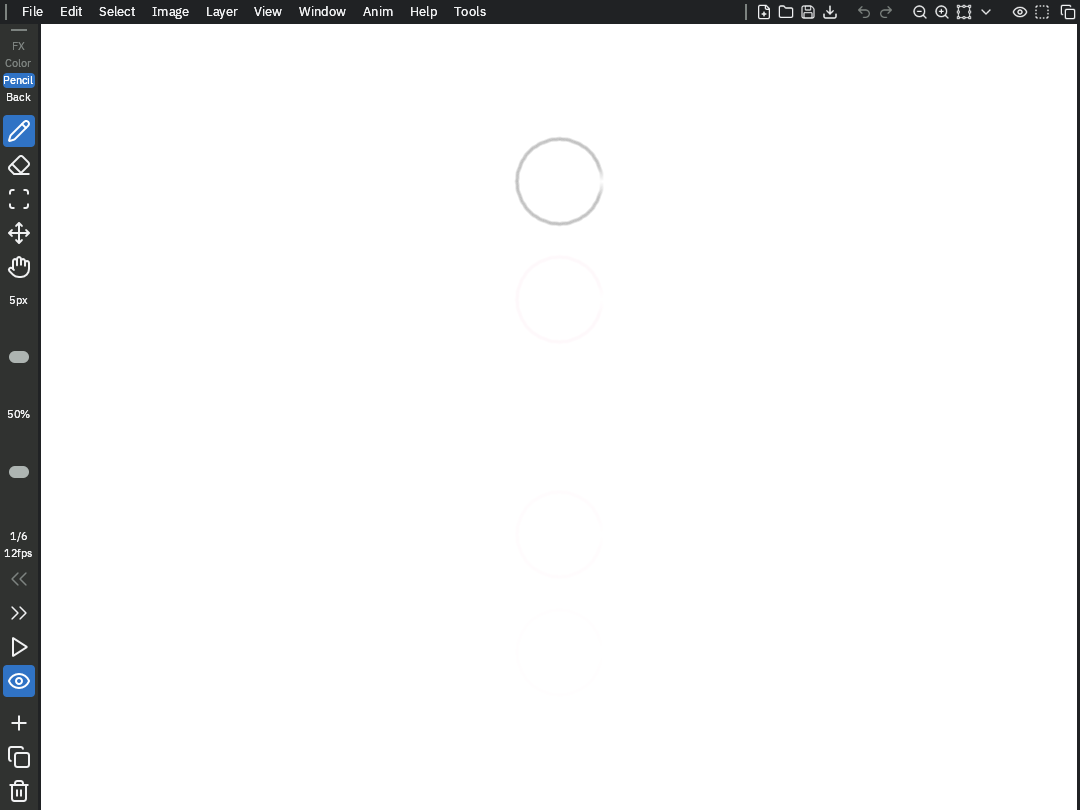 File Edit Select Image Layer View Window Anim Help Tools
FX
Color
Pencil
Back
5px
50%
1/6
12fps